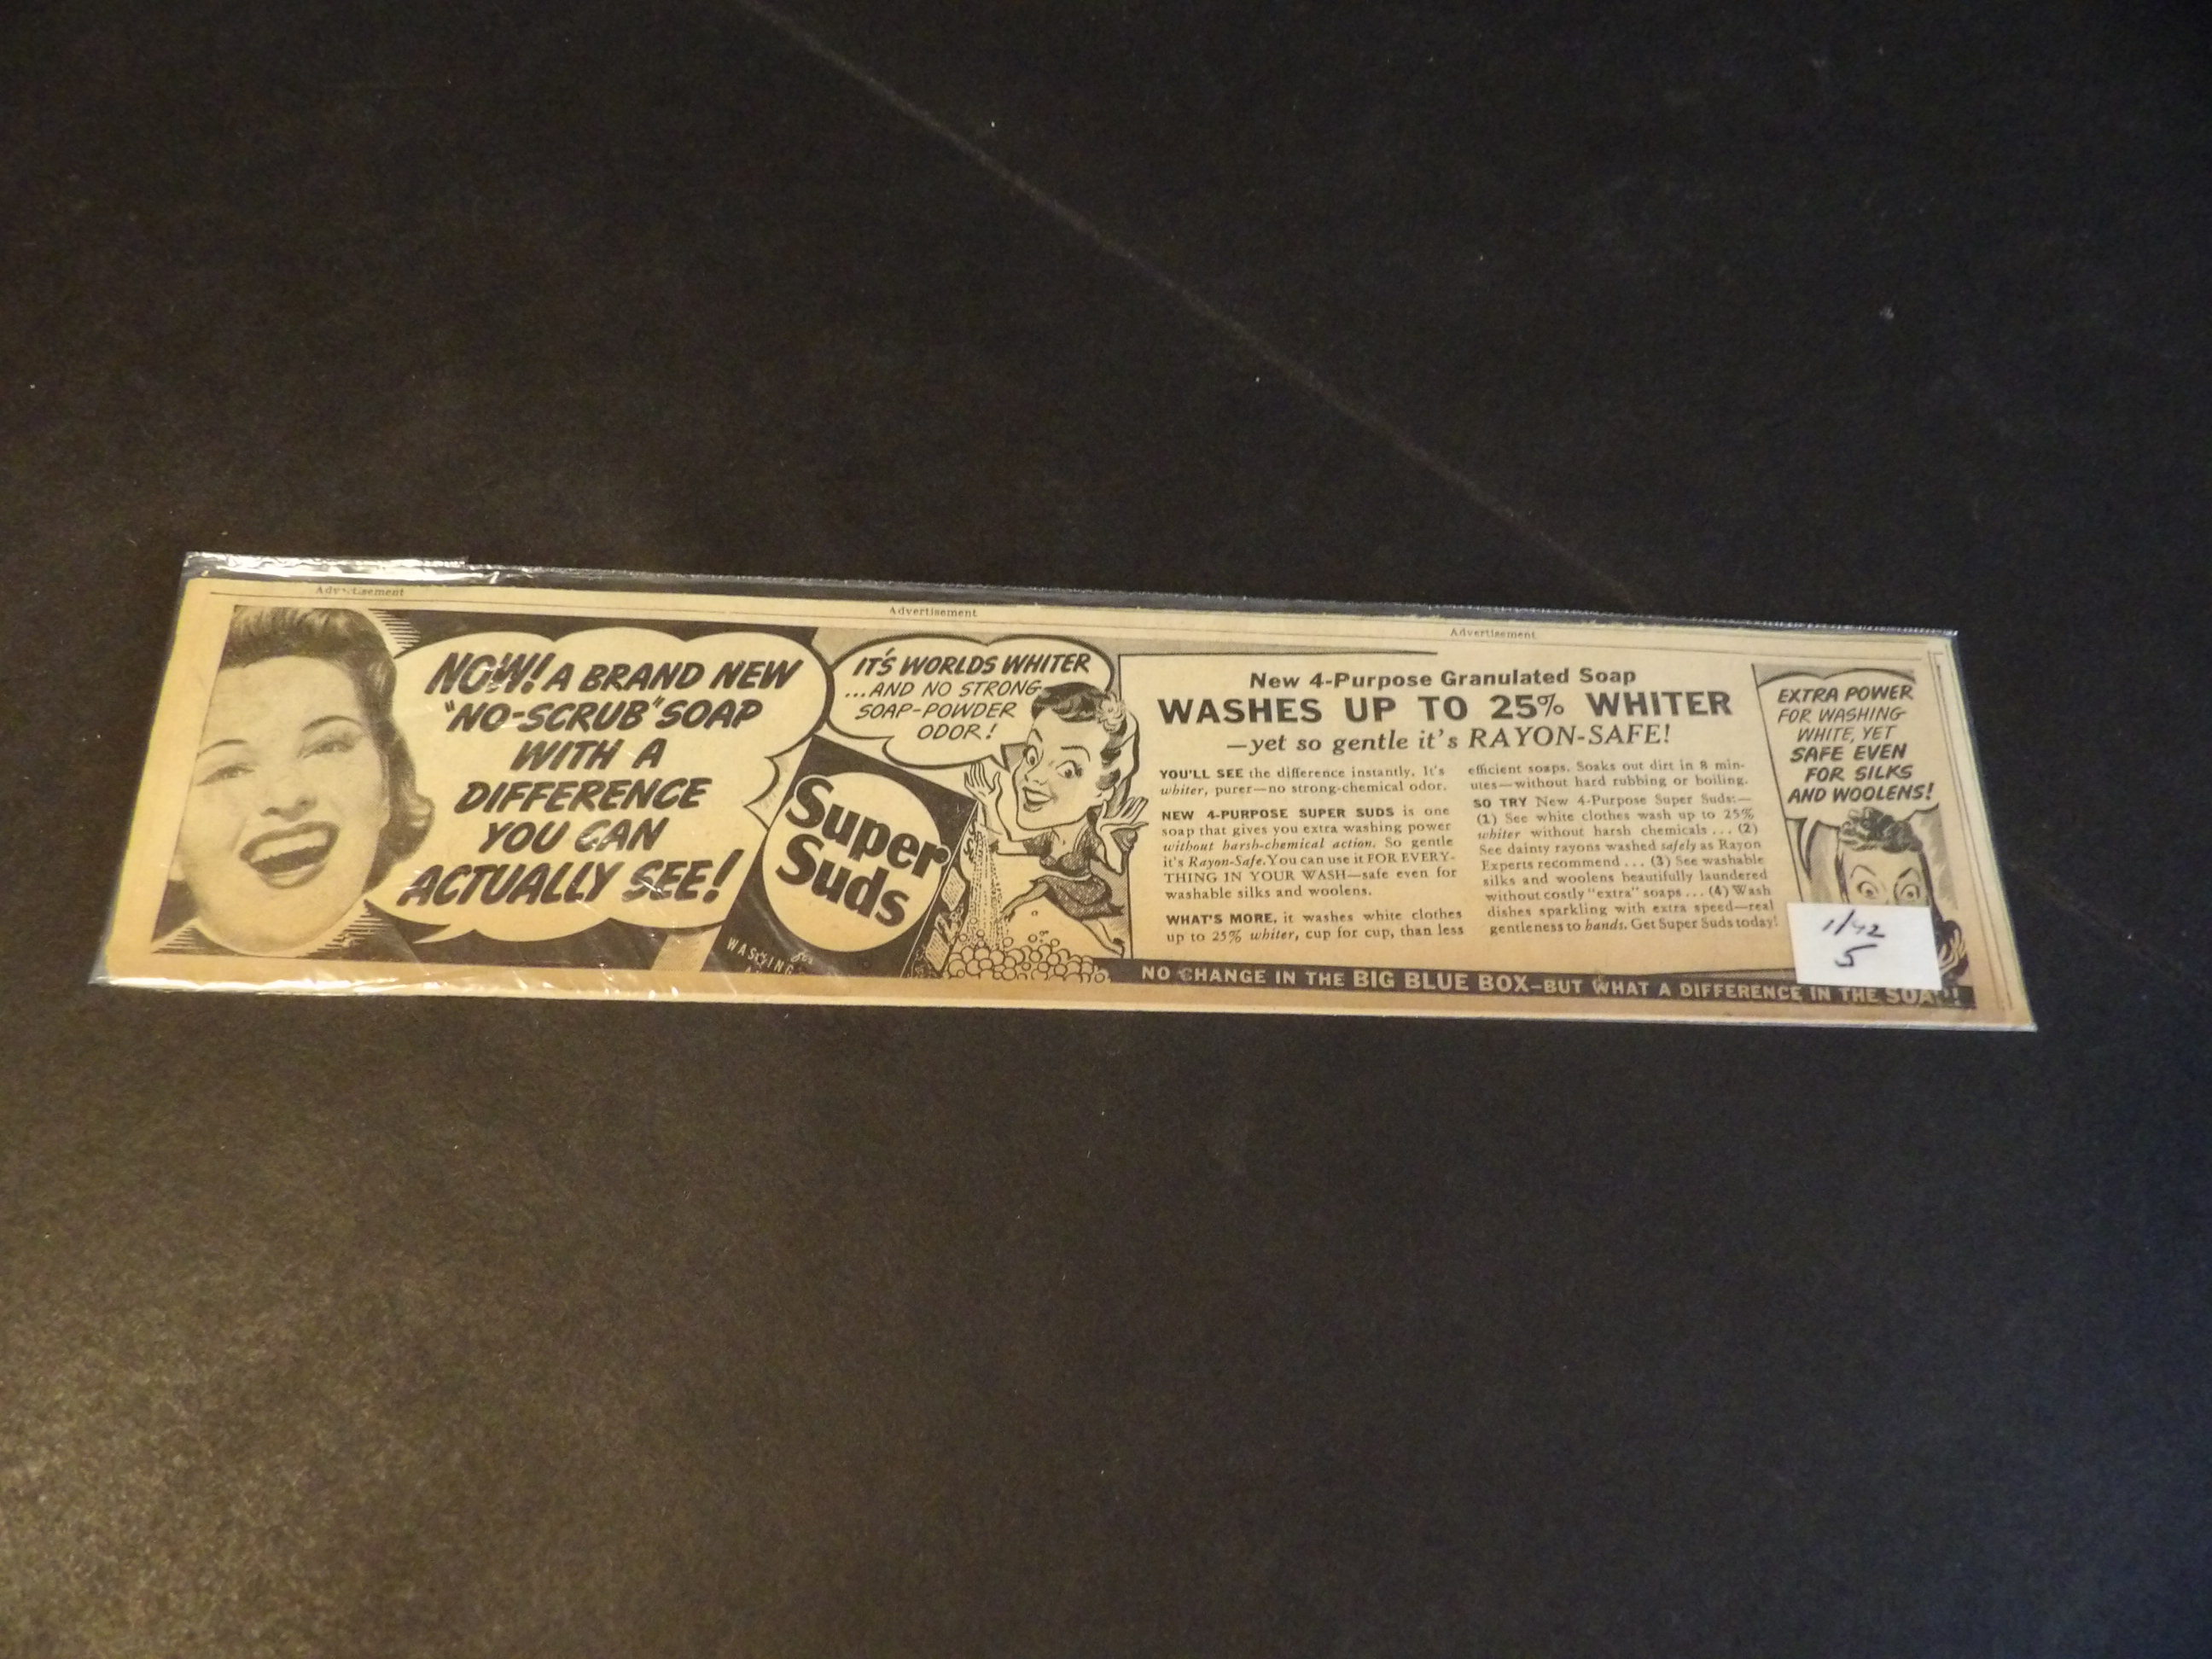 Advertisement
Advertisement
Advertisement
NOW! A BRAND NEW
"NO-SCRUB" SOAP
WITH A
DIFFERENCE
YOU CAN
ACTUALLY SEE!
Super
Suds
for
WASHING
IT'S WORLDS WHITER
...AND NO STRONG
SOAP-POWDER
ODOR!
New 4-Purpose Granulated Soap
WASHES UP TO 25% WHITER
—yet so gentle it's RAYON-SAFE!
YOU'LL SEE the difference instantly. It's
whiter, purer—no strong-chemical odor.
NEW 4-PURPOSE SUPER SUDS is one
soap that gives you extra washing power
without harsh-chemical action. So gentle
it's Rayon-Safe. You can use it FOR EVERY-
THING IN YOUR WASH—safe even for
washable silks and woolens.
WHAT'S MORE, it washes white clothes
up to 25% whiter, cup for cup, than less
efficient soaps. Soaks out dirt in 8 min-
utes—without hard rubbing or boiling.
SO TRY New 4-Purpose Super Suds:—
(1) See white clothes wash up to 25%
whiter without harsh chemicals ... (2)
See dainty rayons washed safely as Rayon
Experts recommend ... (3) See washable
silks and woolens beautifully laundered
without costly "extra" soaps ... (4) Wash
dishes sparkling with extra speed—real
gentleness to hands. Get Super Suds today!
EXTRA POWER
FOR WASHING
WHITE, YET
SAFE EVEN
FOR SILKS
AND WOOLENS!
1/42
5
NO CHANGE IN THE BIG BLUE BOX—BUT WHAT A DIFFERENCE IN THE SOAP!